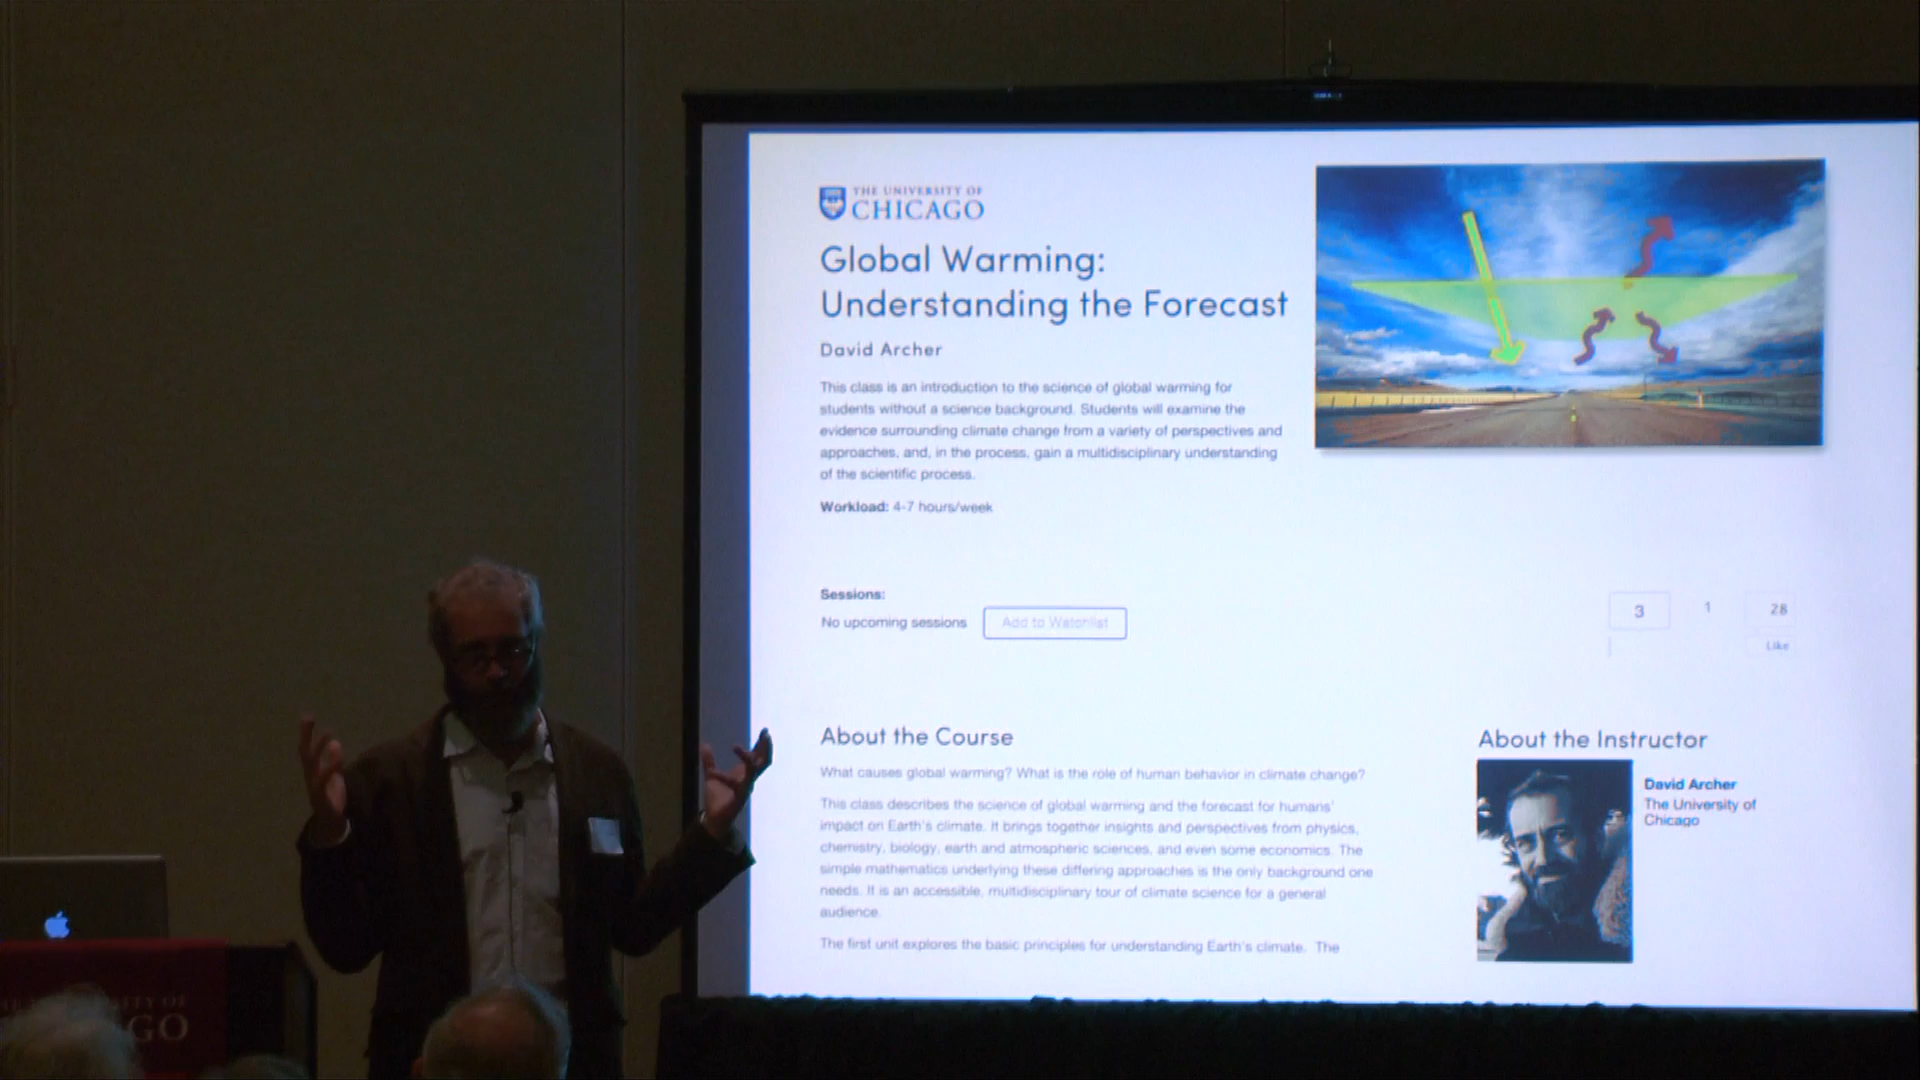 THE UNIVERSITY OF
CHICAGO
Global Warming:
Understanding the Forecast
David Archer
This class is an introduction to the science of global warming for
students without a science background. Students will examine the
evidence surrounding climate change from a variety of perspectives and
approaches, and, in the process, gain a multidisciplinary understanding
of the scientific process.
Workload: 4-7 hours/week
Sessions:
No upcoming sessions
Add to Watchlist
3
1
28
Like
About the Course
What causes global warming? What is the role of human behavior in climate change?
This class describes the science of global warming and the forecast for humans'
impact on Earth's climate. It brings together insights and perspectives from physics,
chemistry, biology, earth and atmospheric sciences, and even some economics. The
simple mathematics underlying these differing approaches is the only background one
needs. It is an accessible, multidisciplinary tour of climate science for a general
audience.
The first unit explores the basic principles for understanding Earth's climate. The
About the Instructor
David Archer
The University of
Chicago
OF
GO